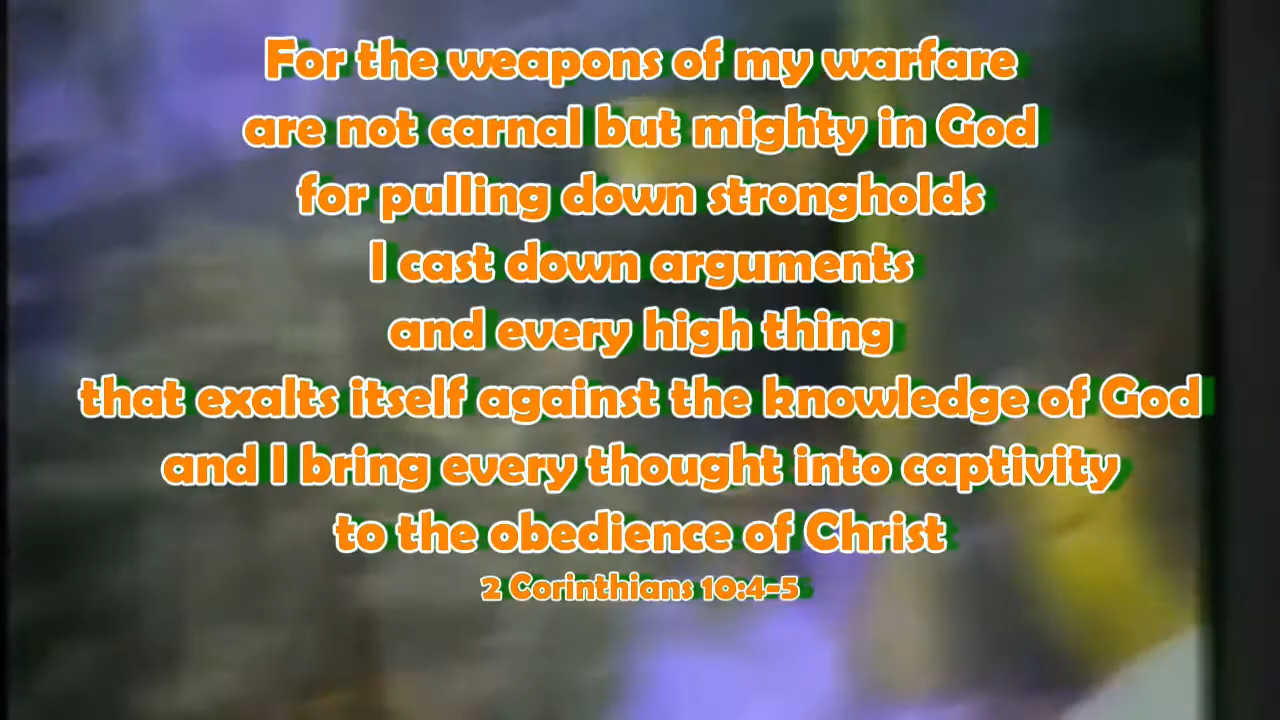 For the weapons of my warfare
are not carnal but mighty in God
for pulling down strongholds
I cast down arguments
and every high thing
that exalts itself against the knowledge of God
and I bring every thought into captivity
to the obedience of Christ
2 Corinthians 10:4-5